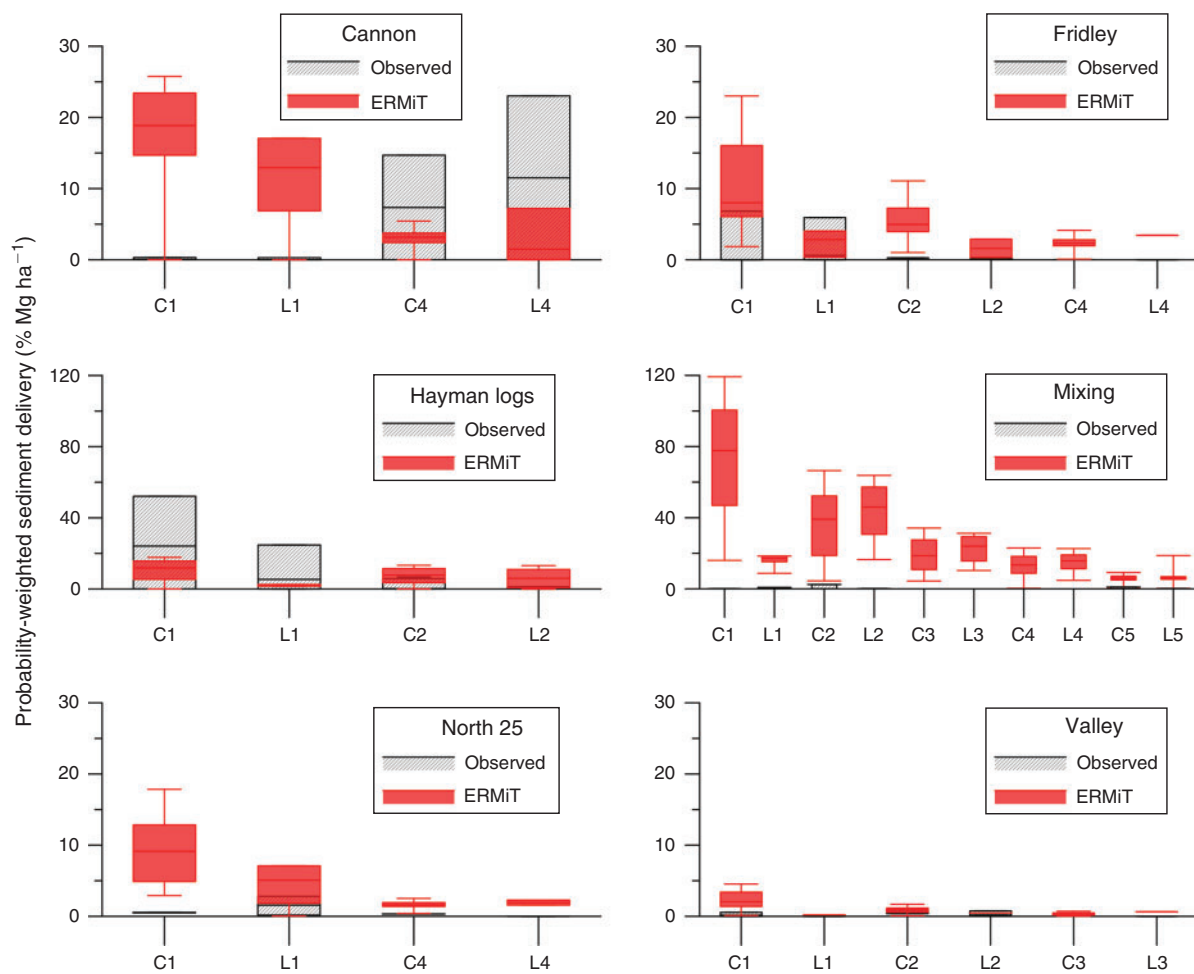 Probability-weighted sediment delivery (% Mg ha−1)
Cannon
Observed
ERMiT
30
20
10
0
C1 L1 C4 L4
Fridley
Observed
ERMiT
30
20
10
0
C1 L1 C2 L2 C4 L4
Hayman logs
Observed
ERMiT
120
80
40
0
C1 L1 C2 L2
Mixing
Observed
ERMiT
120
80
40
0
C1 L1 C2 L2 C3 L3 C4 L4 C5 L5
North 25
Observed
ERMiT
30
20
10
0
C1 L1 C4 L4
Valley
Observed
ERMiT
30
20
10
0
C1 L1 C2 L2 C3 L3